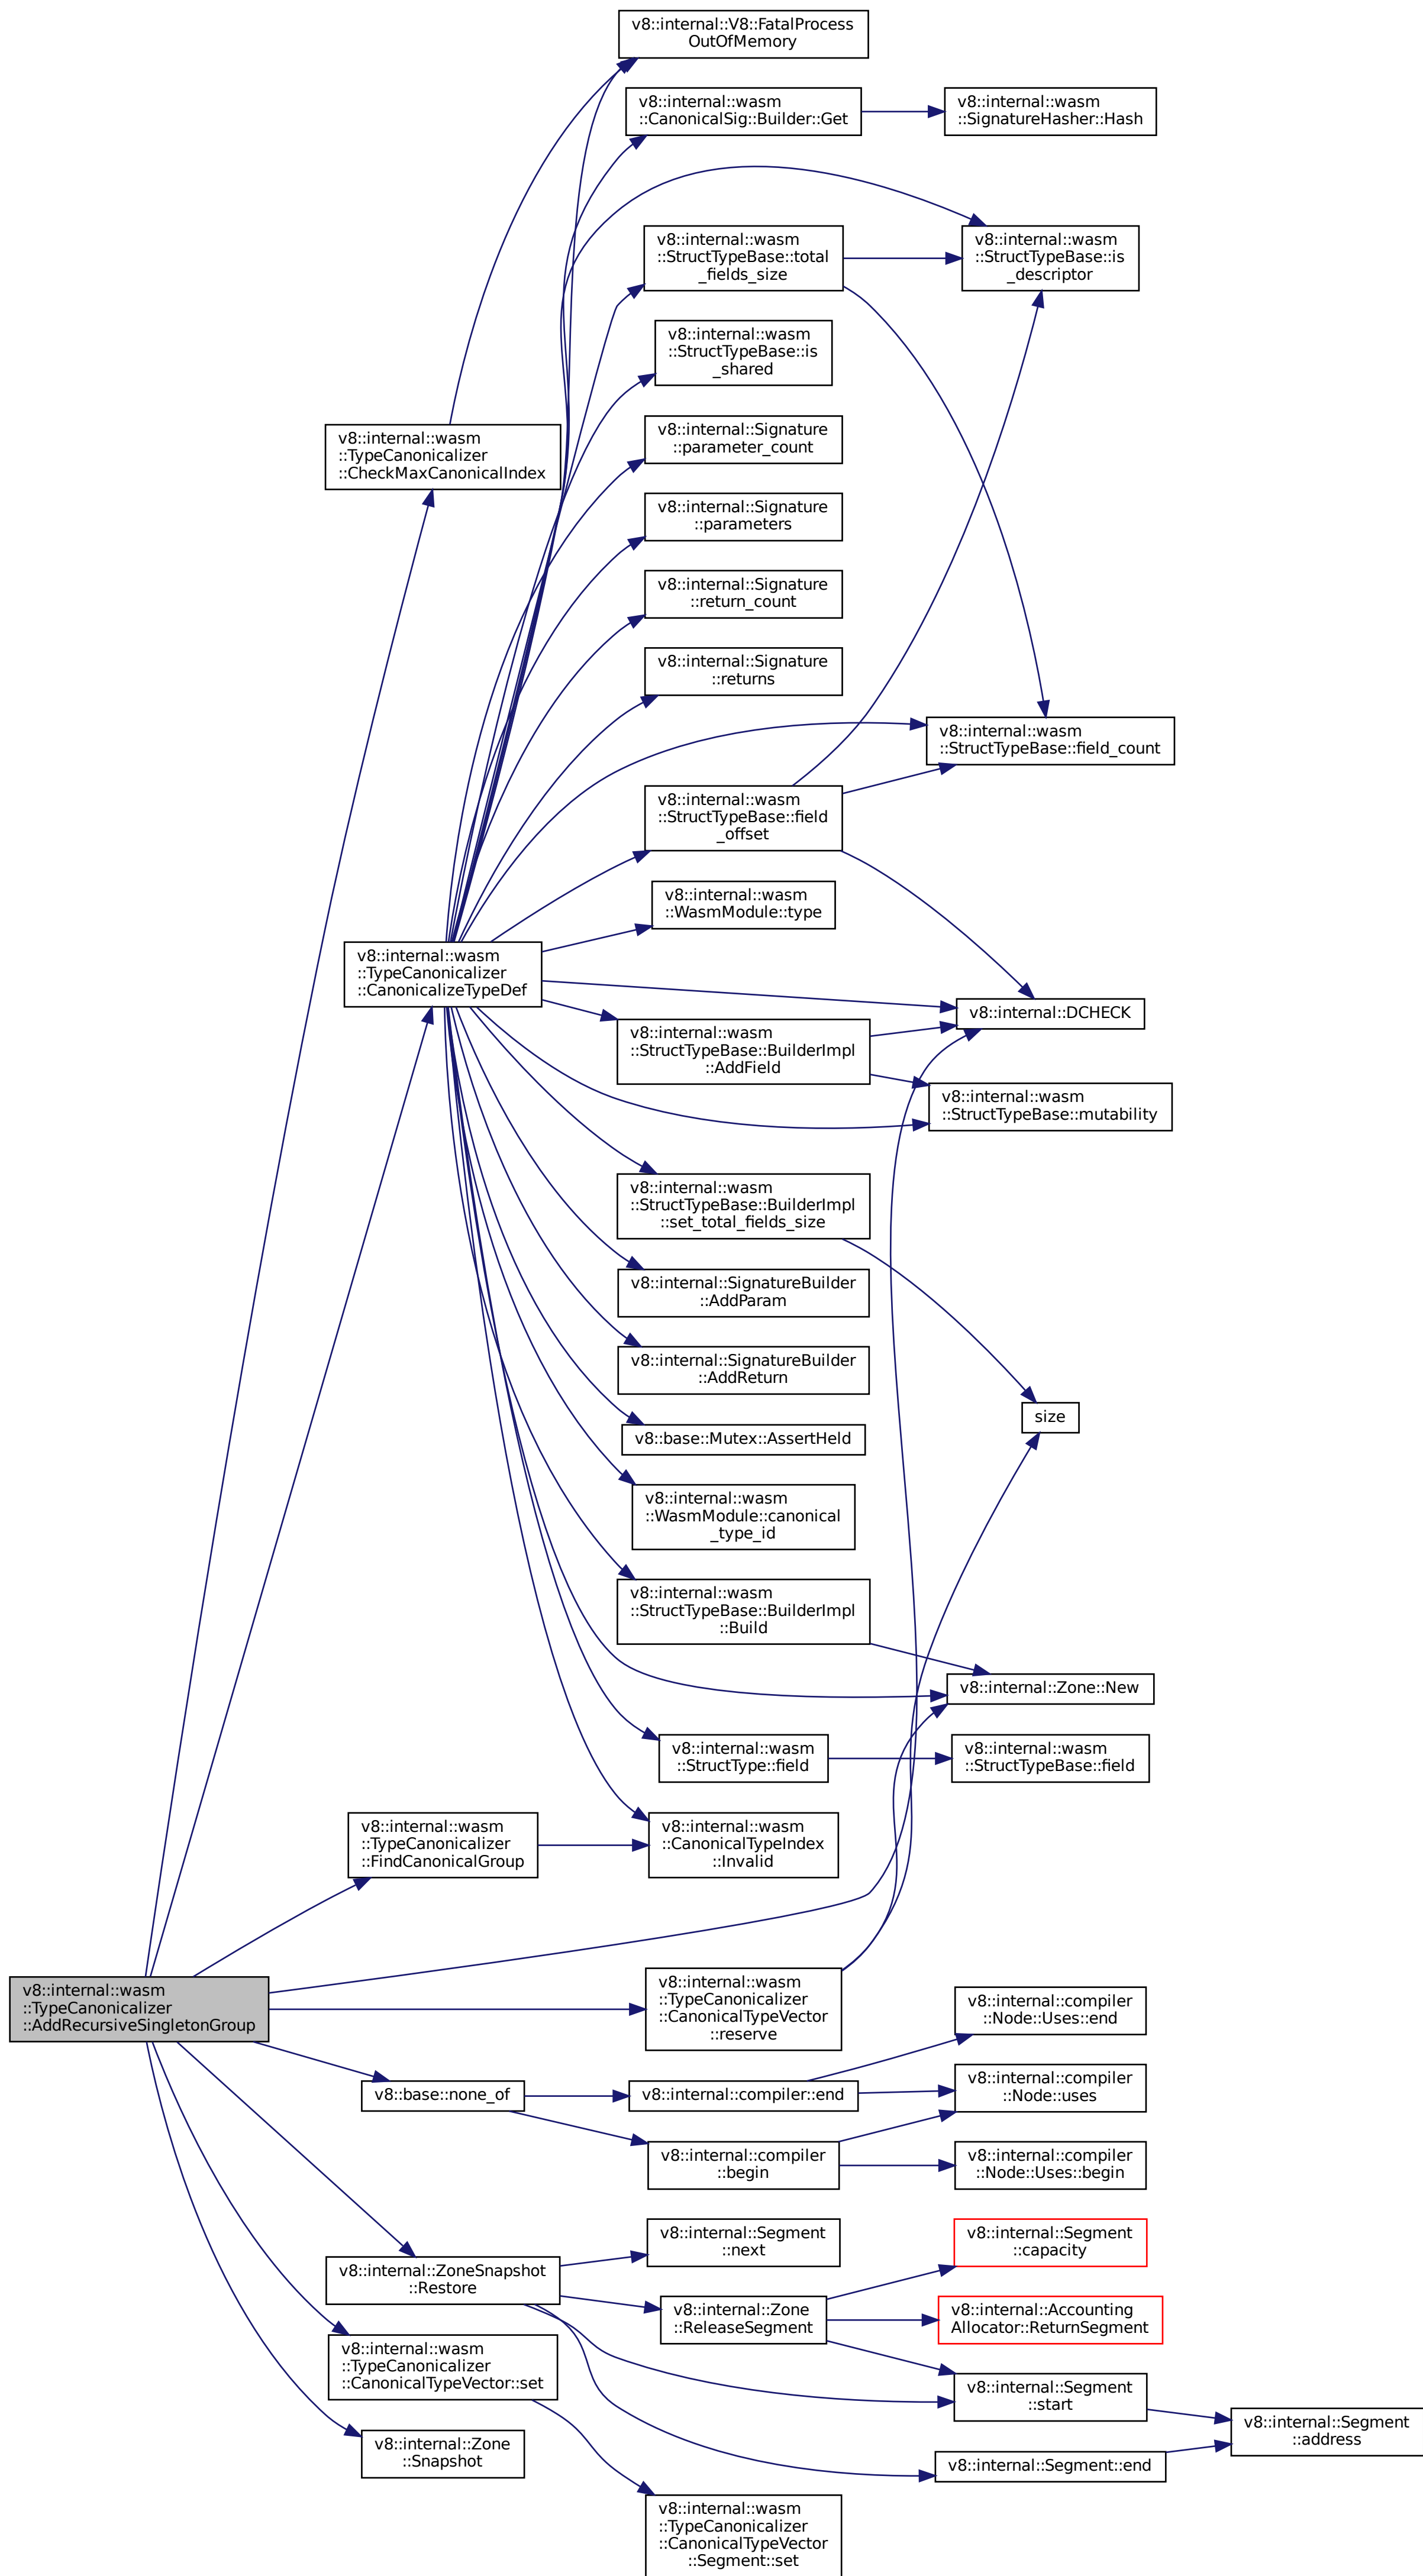 v8::internal::V8::FatalProcess
OutOfMemory
v8::internal::wasm
::CanonicalSig::Builder::Get
v8::internal::wasm
::SignatureHasher::Hash
v8::internal::wasm
::StructTypeBase::total
_fields_size
v8::internal::wasm
::StructTypeBase::is
_descriptor
v8::internal::wasm
::StructTypeBase::is
_shared
v8::internal::wasm
::TypeCanonicalizer
::CheckMaxCanonicalIndex
v8::internal::Signature
::parameter_count
v8::internal::Signature
::parameters
v8::internal::Signature
::return_count
v8::internal::Signature
::returns
v8::internal::wasm
::StructTypeBase::field_count
v8::internal::wasm
::StructTypeBase::field
_offset
v8::internal::wasm
::WasmModule::type
v8::internal::wasm
::TypeCanonicalizer
::CanonicalizeTypeDef
v8::internal::DCHECK
v8::internal::wasm
::StructTypeBase::BuilderImpl
::AddField
v8::internal::wasm
::StructTypeBase::mutability
v8::internal::wasm
::StructTypeBase::BuilderImpl
::set_total_fields_size
v8::internal::SignatureBuilder
::AddParam
v8::internal::SignatureBuilder
::AddReturn
size
v8::base::Mutex::AssertHeld
v8::internal::wasm
::WasmModule::canonical
_type_id
v8::internal::wasm
::StructTypeBase::BuilderImpl
::Build
v8::internal::Zone::New
v8::internal::wasm
::StructType::field
v8::internal::wasm
::StructTypeBase::field
v8::internal::wasm
::TypeCanonicalizer
::FindCanonicalGroup
v8::internal::wasm
::CanonicalTypeIndex
::Invalid
v8::internal::wasm
::TypeCanonicalizer
::AddRecursiveSingletonGroup
v8::internal::wasm
::TypeCanonicalizer
::CanonicalTypeVector
::reserve
v8::internal::compiler
::Node::Uses::end
v8::base::none_of
v8::internal::compiler::end
v8::internal::compiler
::Node::uses
v8::internal::compiler
::begin
v8::internal::compiler
::Node::Uses::begin
v8::internal::ZoneSnapshot
::Restore
v8::internal::Segment
::next
v8::internal::Segment
::capacity
v8::internal::Zone
::ReleaseSegment
v8::internal::Accounting
Allocator::ReturnSegment
v8::internal::wasm
::TypeCanonicalizer
::CanonicalTypeVector::set
v8::internal::Segment
::start
v8::internal::Segment
::address
v8::internal::Zone
::Snapshot
v8::internal::Segment::end
v8::internal::wasm
::TypeCanonicalizer
::CanonicalTypeVector
::Segment::set